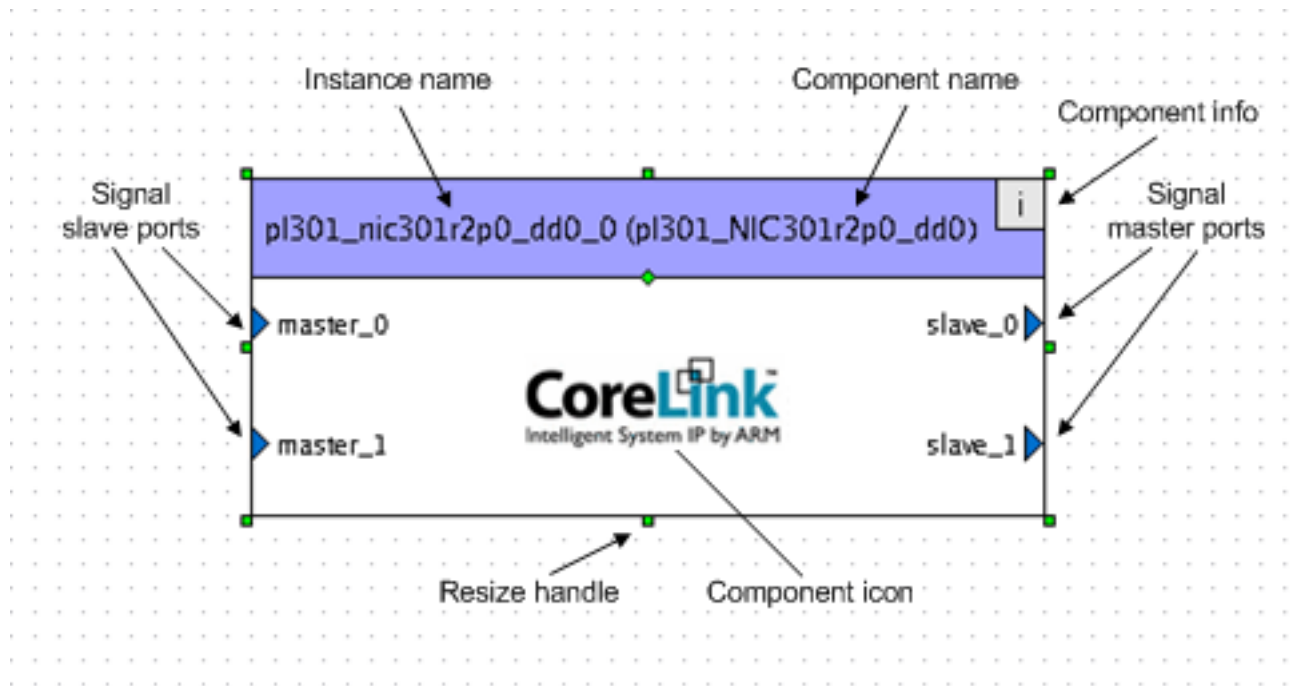 Instance name
Component name
Component info
Signal
slave ports
Signal
master ports
pl301_nic301r2p0_dd0_0 (pl301_NIC301r2p0_dd0)
i
master_0
slave_0
CoreLink™
Intelligent System IP by ARM
master_1
slave_1
Resize handle
Component icon